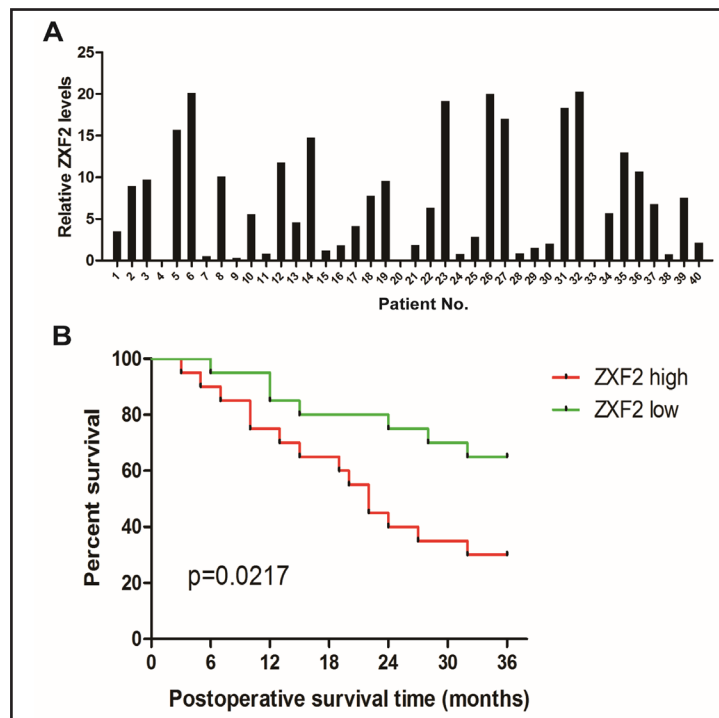 A
Relative ZXF2 levels
25
20
15
10
5
0
1 2 3 4 5 6 7 8 9 10 11 12 13 14 15 16 17 18 19 20 21 22 23 24 25 26 27 28 29 30 31 32 33 34 35 36 37 38 39 40
Patient No.
B
Percent survival
100
80
60
40
20
0
p=0.0217
ZXF2 high
ZXF2 low
0 6 12 18 24 30 36
Postoperative survival time (months)